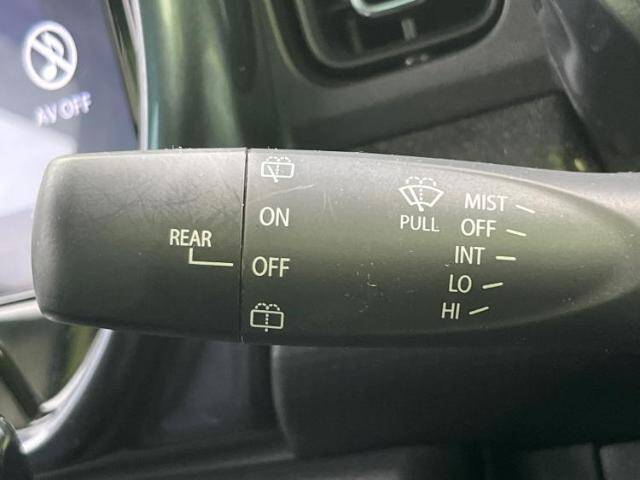 AV OFF
REAR
ON
OFF
PULL
MIST
OFF
INT
LO
HI